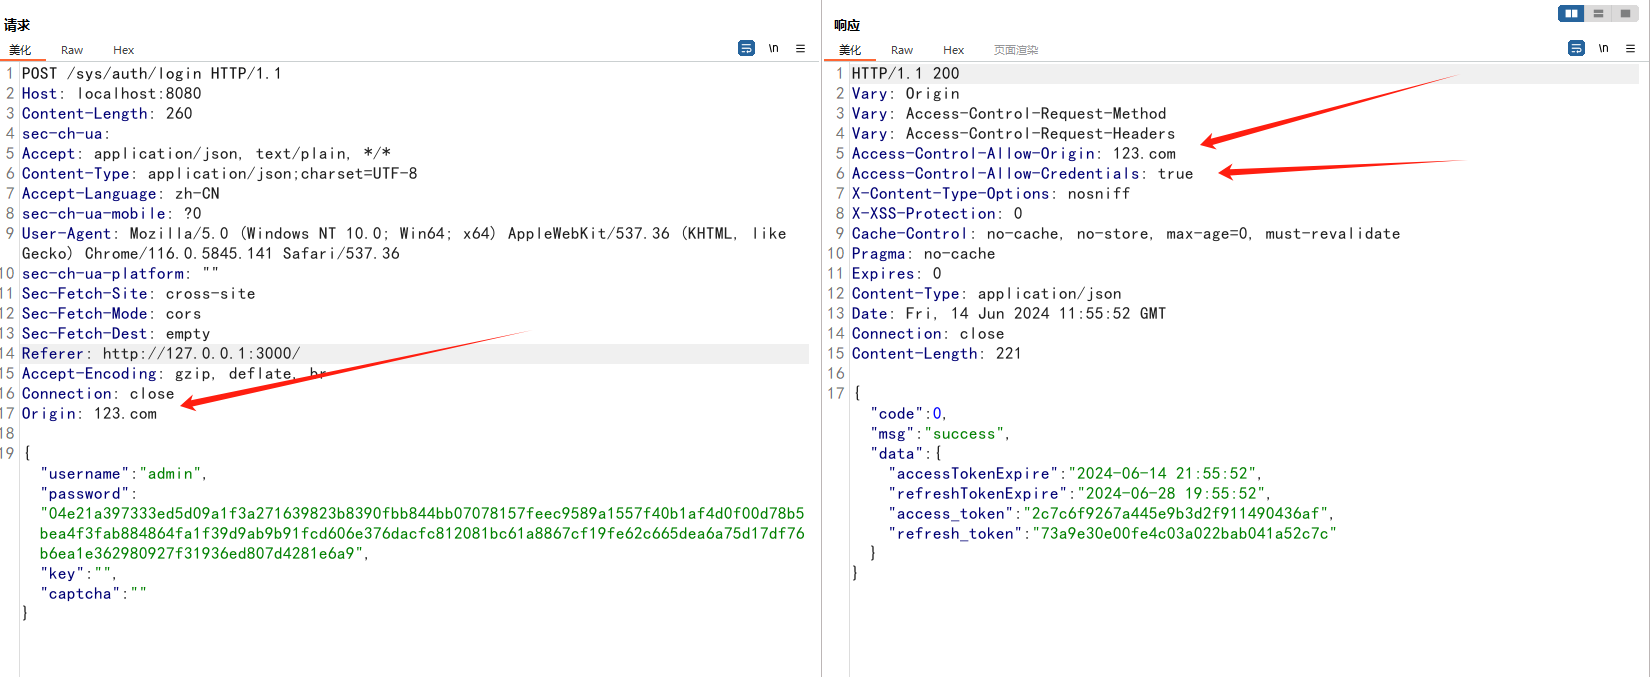 请求
美化 Raw Hex
\n
1 POST /sys/auth/login HTTP/1.1
2 Host: localhost:8080
3 Content-Length: 260
4 sec-ch-ua:
5 Accept: application/json, text/plain, */*
6 Content-Type: application/json;charset=UTF-8
7 Accept-Language: zh-CN
8 sec-ch-ua-mobile: ?0
9 User-Agent: Mozilla/5.0 (Windows NT 10.0; Win64; x64) AppleWebKit/537.36 (KHTML, like
Gecko) Chrome/116.0.5845.141 Safari/537.36
10 sec-ch-ua-platform: ""
11 Sec-Fetch-Site: cross-site
12 Sec-Fetch-Mode: cors
13 Sec-Fetch-Dest: empty
14 Referer: http://127.0.0.1:3000/
15 Accept-Encoding: gzip, deflate, br
16 Connection: close
17 Origin: 123.com
18
19 {
"username":"admin",
"password":
"04e21a397333ed5d09a1f3a271639823b8390fbb844bb07078157feec9589a1557f40b1af4d0f00d78b5
bea4f3fab884864fa1f39d9ab9b91fcd606e376dacfc812081bc61a8867cf19fe62c665dea6a75d17df76
b6ea1e362980927f31936ed807d4281e6a9",
"key":"",
"captcha":""
}
响应
美化 Raw Hex 页面渲染
\n
1 HTTP/1.1 200
2 Vary: Origin
3 Vary: Access-Control-Request-Method
4 Vary: Access-Control-Request-Headers
5 Access-Control-Allow-Origin: 123.com
6 Access-Control-Allow-Credentials: true
7 X-Content-Type-Options: nosniff
8 X-XSS-Protection: 0
9 Cache-Control: no-cache, no-store, max-age=0, must-revalidate
10 Pragma: no-cache
11 Expires: 0
12 Content-Type: application/json
13 Date: Fri, 14 Jun 2024 11:55:52 GMT
14 Connection: close
15 Content-Length: 221
16
17 {
"code":0,
"msg":"success",
"data":{
"accessTokenExpire":"2024-06-14 21:55:52",
"refreshTokenExpire":"2024-06-28 19:55:52",
"access_token":"2c7c6f9267a445e9b3d2f911490436af",
"refresh_token":"73a9e30e00fe4c03a022bab041a52c7c"
}
}